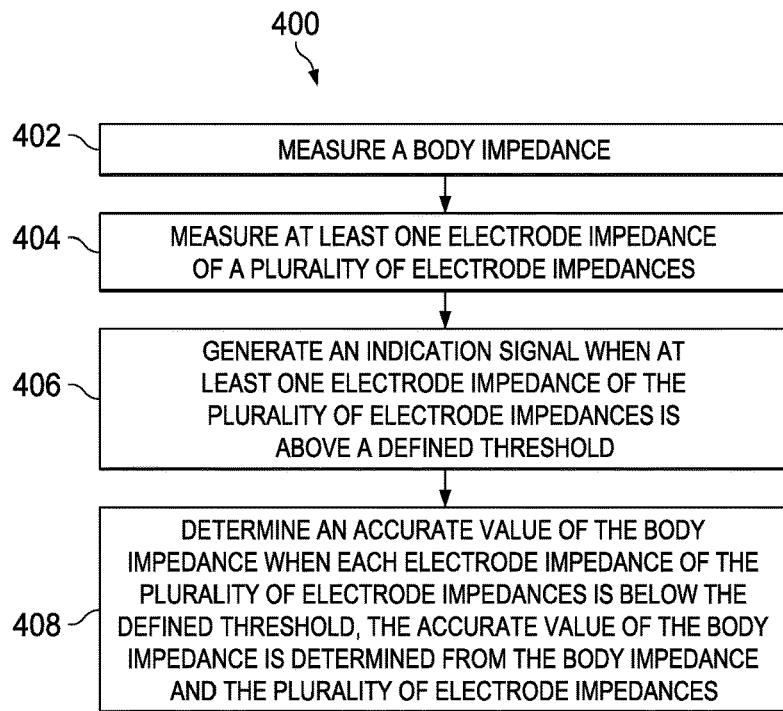 400
402
MEASURE A BODY IMPEDANCE
404
MEASURE AT LEAST ONE ELECTRODE IMPEDANCE
OF A PLURALITY OF ELECTRODE IMPEDANCES
406
GENERATE AN INDICATION SIGNAL WHEN AT
LEAST ONE ELECTRODE IMPEDANCE OF THE
PLURALITY OF ELECTRODE IMPEDANCES IS
ABOVE A DEFINED THRESHOLD
408
DETERMINE AN ACCURATE VALUE OF THE BODY
IMPEDANCE WHEN EACH ELECTRODE IMPEDANCE OF THE
PLURALITY OF ELECTRODE IMPEDANCES IS BELOW THE
DEFINED THRESHOLD, THE ACCURATE VALUE OF THE BODY
IMPEDANCE IS DETERMINED FROM THE BODY IMPEDANCE
AND THE PLURALITY OF ELECTRODE IMPEDANCES